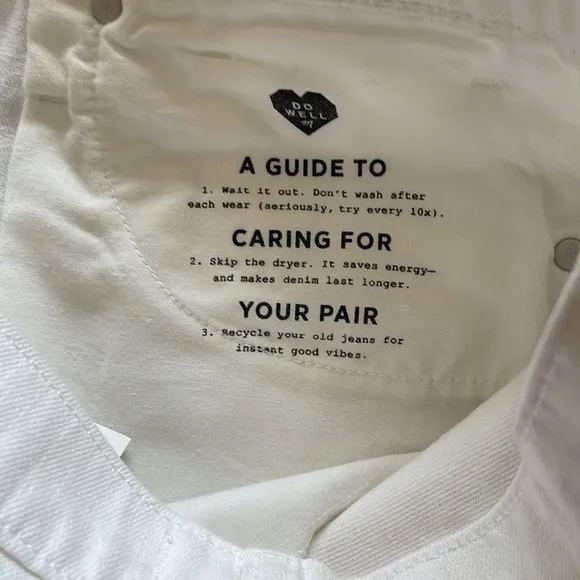 DO
WELL
A GUIDE TO
1. Wait it out. Don't wash after
each wear (seriously, try every 10x).
CARING FOR
2. Skip the dryer. It saves energy—
and makes denim last longer.
YOUR PAIR
3. Recycle your old jeans for
instant good vibes.